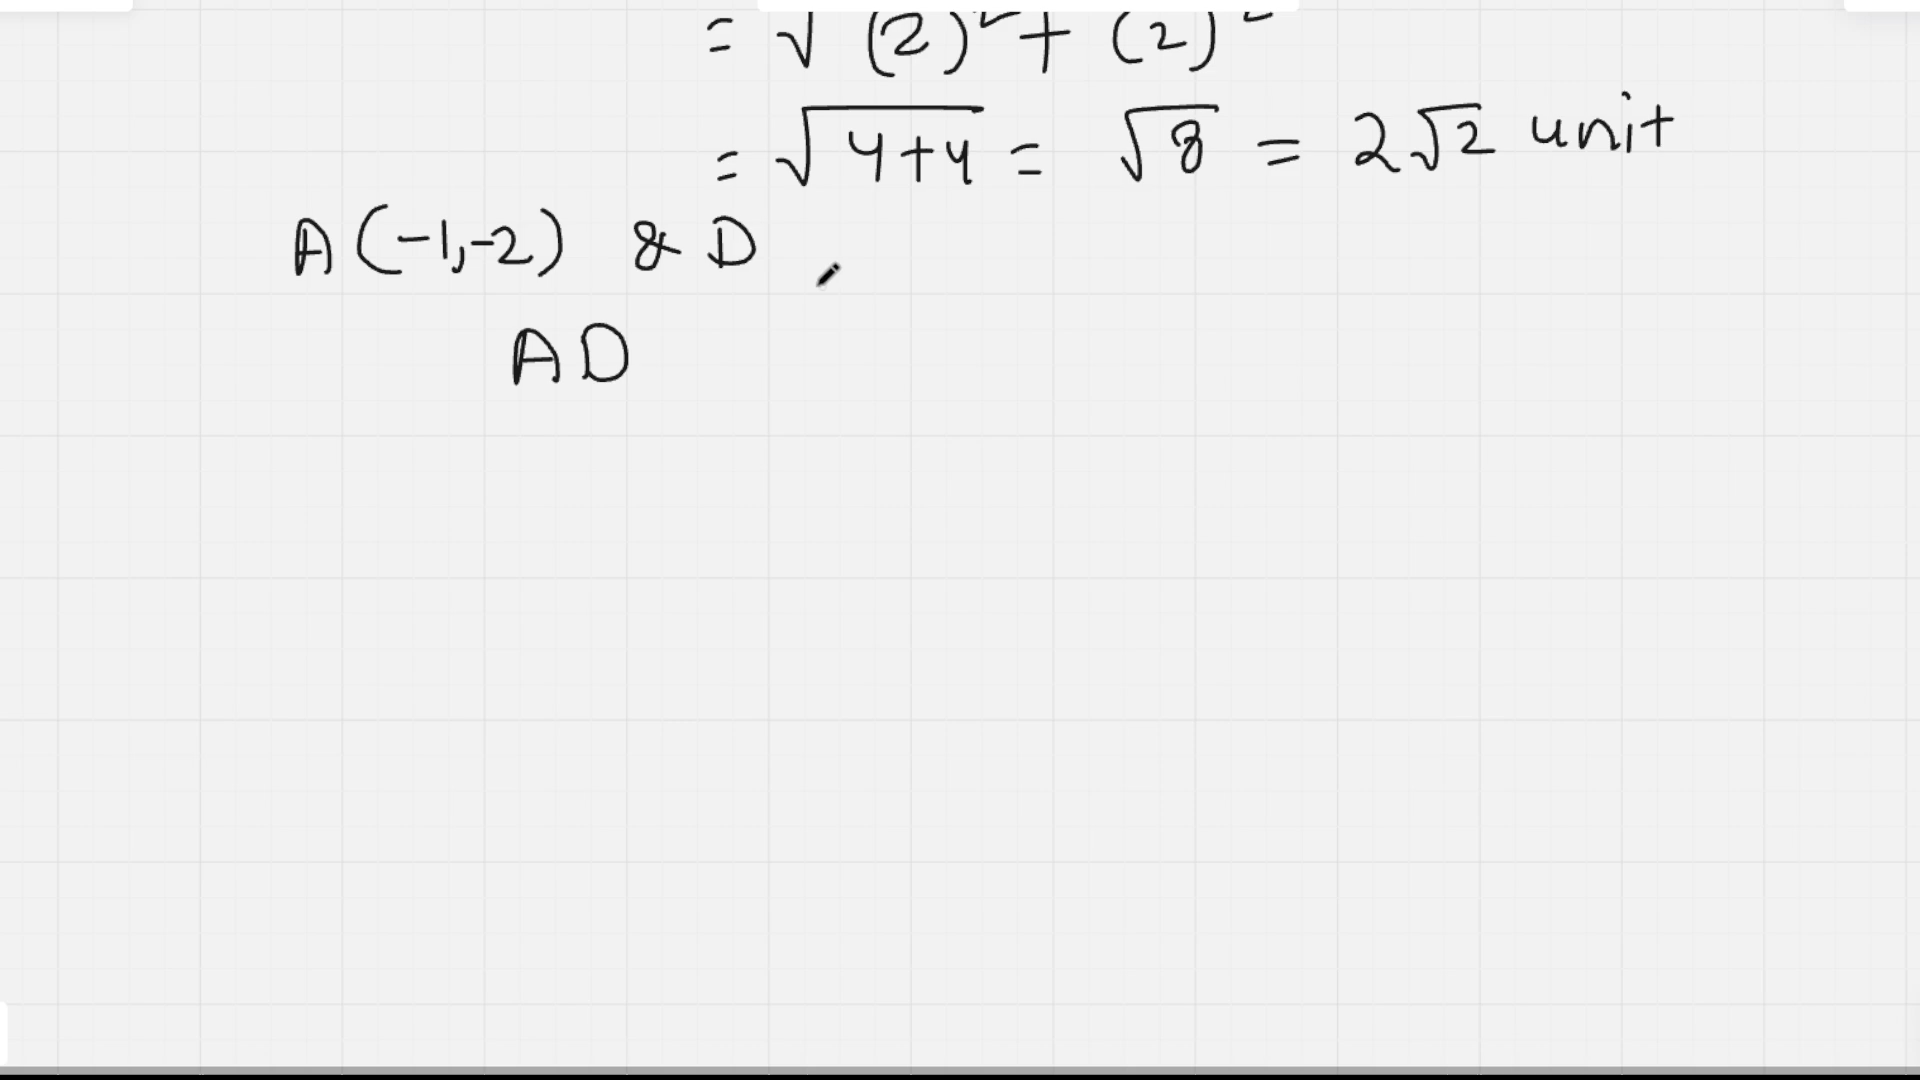 = √(2)² + (2)²
= √4+4 = √8 = 2√2 unit
A(-1,-2) & D
AD